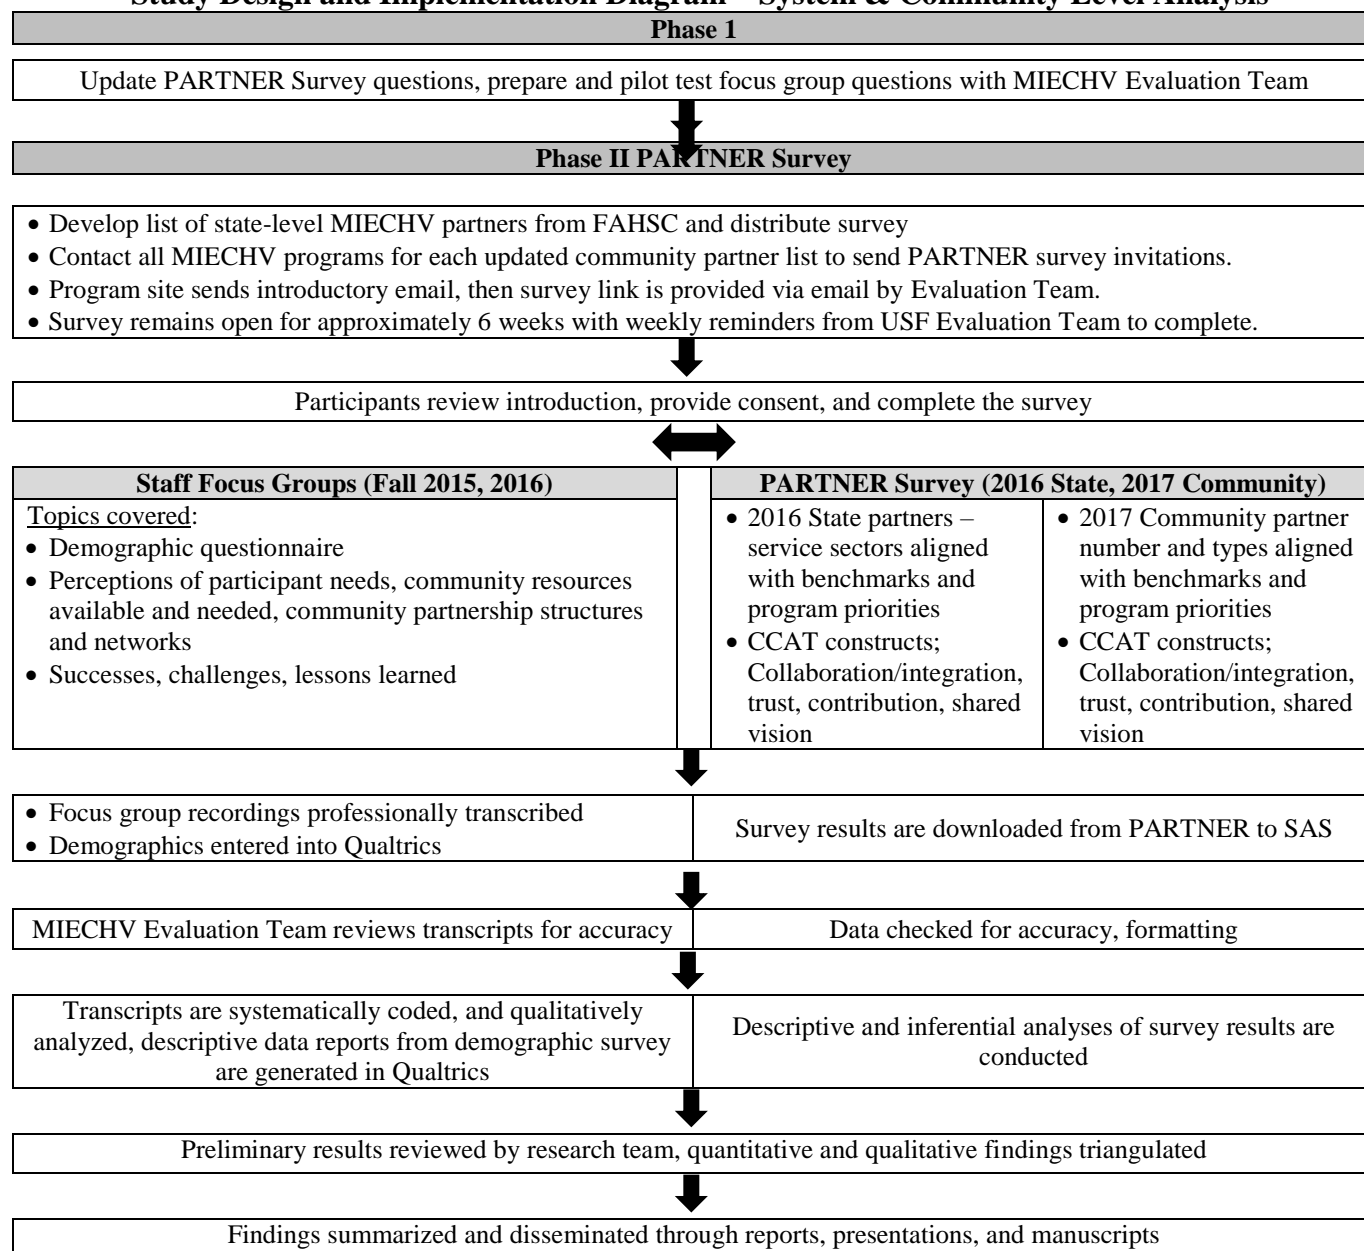 Study Design and Implementation Diagram – System & Community Level Analysis
Phase 1
Update PARTNER Survey questions, prepare and pilot test focus group questions with MIECHV Evaluation Team
Phase II PARTNER Survey
• Develop list of state-level MIECHV partners from FAHSC and distribute survey
• Contact all MIECHV programs for each updated community partner list to send PARTNER survey invitations.
• Program site sends introductory email, then survey link is provided via email by Evaluation Team.
• Survey remains open for approximately 6 weeks with weekly reminders from USF Evaluation Team to complete.
Participants review introduction, provide consent, and complete the survey
Staff Focus Groups (Fall 2015, 2016)
Topics covered:
• Demographic questionnaire
• Perceptions of participant needs, community resources
available and needed, community partnership structures
and networks
• Successes, challenges, lessons learned
PARTNER Survey (2016 State, 2017 Community)
• 2016 State partners –
service sectors aligned
with benchmarks and
program priorities
• CCAT constructs;
Collaboration/integration,
trust, contribution, shared
vision
• 2017 Community partner
number and types aligned
with benchmarks and
program priorities
• CCAT constructs;
Collaboration/integration,
trust, contribution, shared
vision
• Focus group recordings professionally transcribed
• Demographics entered into Qualtrics
Survey results are downloaded from PARTNER to SAS
MIECHV Evaluation Team reviews transcripts for accuracy
Data checked for accuracy, formatting
Transcripts are systematically coded, and qualitatively
analyzed, descriptive data reports from demographic survey
are generated in Qualtrics
Descriptive and inferential analyses of survey results are
conducted
Preliminary results reviewed by research team, quantitative and qualitative findings triangulated
Findings summarized and disseminated through reports, presentations, and manuscripts